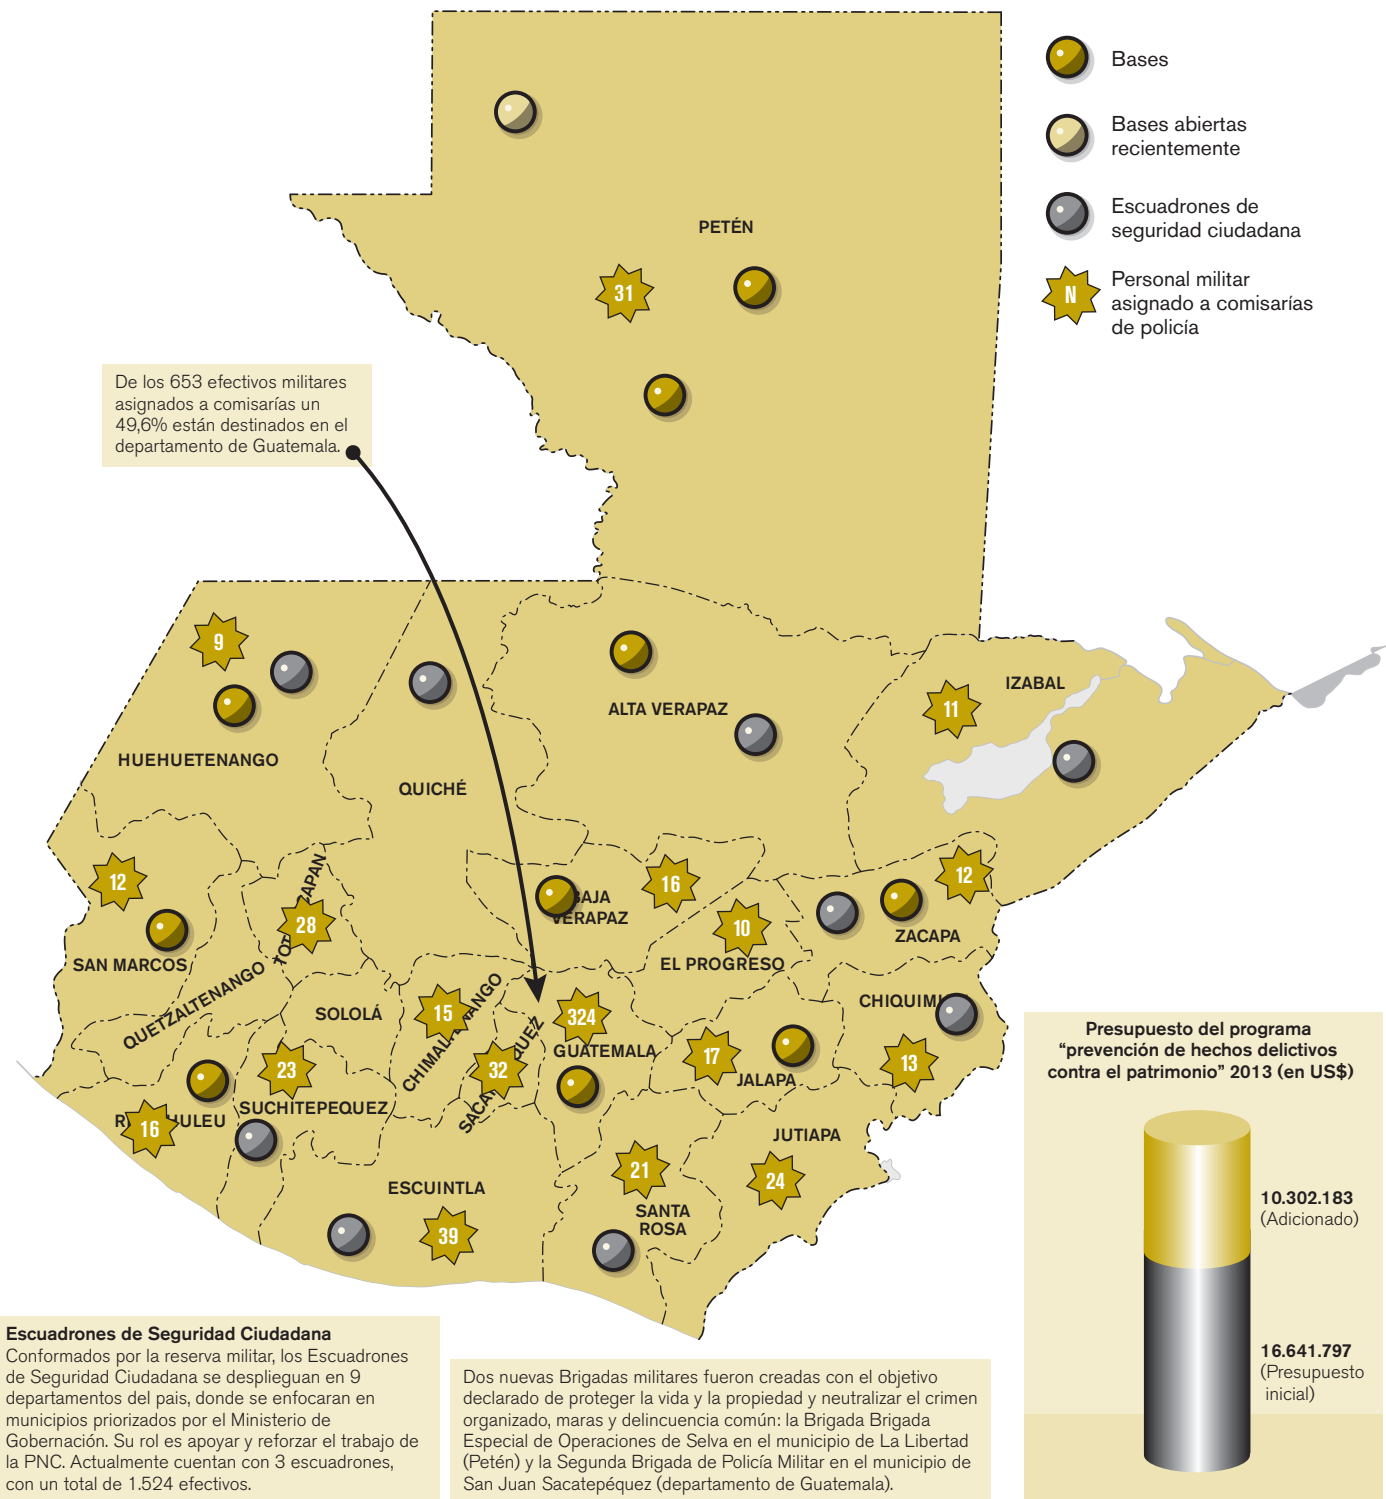 Bases
Bases abiertas
recientemente
Escuadrones de
seguridad ciudadana
N
Personal militar
asignado a comisarías
de policía
PETÉN
31
De los 653 efectivos militares
asignados a comisarías un
49,6% están destinados en el
departamento de Guatemala.
9
HUEHUETENANGO
QUICHÉ
ALTA VERAPAZ
IZABAL
11
12
SAN MARCOS
28
QUETZALTENANGO
SOLOLÁ
15
32
BAJA
VERAPAZ
16
10
EL PROGRESO
12
ZACAPA
324
GUATEMALA
17
JALAPA
13
23
SUCHITEPEQUEZ
16
ESCUINTLA
39
21
SANTA
ROSA
JUTIAPA
24
Presupuesto del programa
“prevención de hechos delictivos
contra el patrimonio” 2013 (en US$)
10.302.183
(Adicionado)
16.641.797
(Presupuesto
inicial)
Escuadrones de Seguridad Ciudadana
Conformados por la reserva militar, los Escuadrones
de Seguridad Ciudadana se despliegan en 9
departamentos del pais, donde se enfocaran en
municipios priorizados por el Ministerio de
Gobernación. Su rol es apoyar y reforzar el trabajo de
la PNC. Actualmente cuentan con 3 escuadrones,
con un total de 1.524 efectivos.
Dos nuevas Brigadas militares fueron creadas con el objetivo
declarado de proteger la vida y la propiedad y neutralizar el crimen
organizado, maras y delincuencia común: la Brigada Brigada
Especial de Operaciones de Selva en el municipio de La Libertad
(Petén) y la Segunda Brigada de Policía Militar en el municipio de
San Juan Sacatepéquez (departamento de Guatemala).